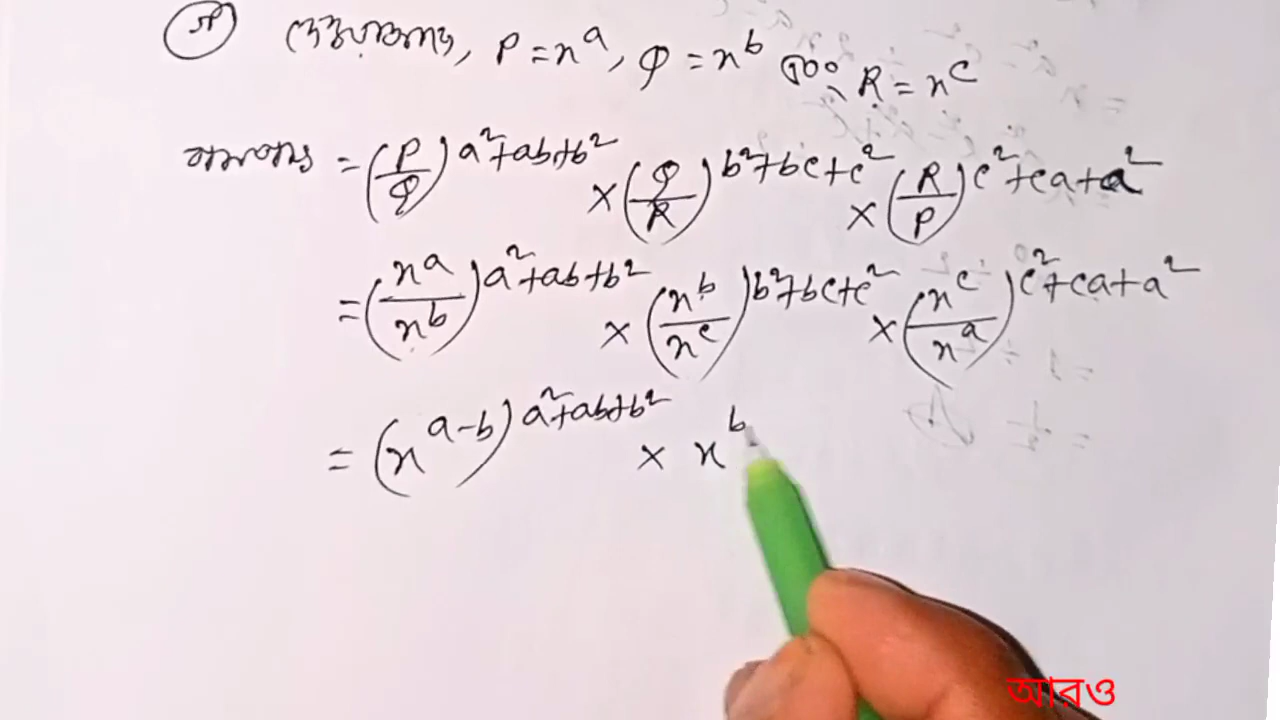 গ দেওয়া আছে, P = x^a, Q = x^b এবং R = x^c
= (P/Q)^(a²+ab+b²) × (Q/R)^(b²+bc+c²) × (R/P)^(c²+ca+a²)
= (x^a/x^b)^(a²+ab+b²) × (x^b/x^c)^(b²+bc+c²) × (x^c/x^a)^(c²+ca+a²)
= (x^(a-b))^(a²+ab+b²) × x^b
আরও